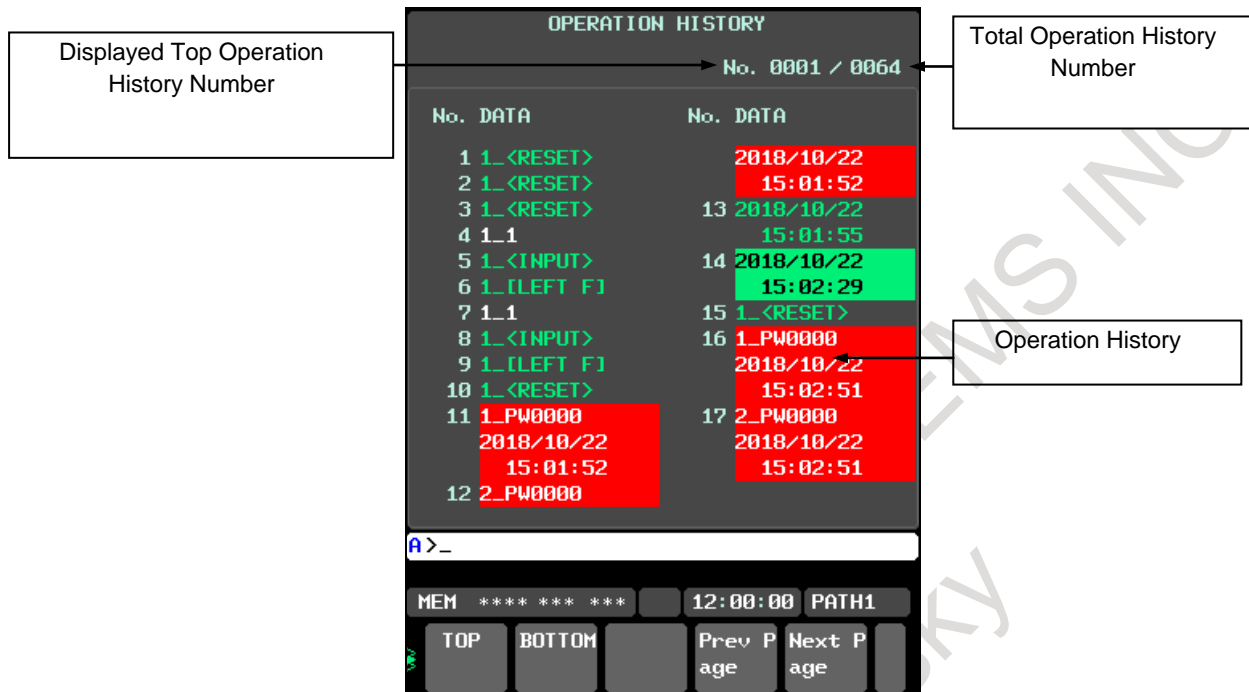 OPERATION HISTORY
Displayed Top Operation
History Number
No. 0001 / 0064
Total Operation History
Number
No. DATA
1 1_<RESET>
2 1_<RESET>
3 1_<RESET>
4 1_1
5 1_<INPUT>
6 1_[LEFT F]
7 1_1
8 1_<INPUT>
9 1_[LEFT F]
10 1_<RESET>
11 1_PW0000
2018/10/22
15:01:52
12 2_PW0000
No. DATA
2018/10/22
15:01:52
13 2018/10/22
15:01:55
14 2018/10/22
15:02:29
15 1_<RESET>
16 1_PW0000
2018/10/22
15:02:51
17 2_PW0000
2018/10/22
15:02:51
Operation History
A>_
MEM **** *** *** 12:00:00 PATH1
TOP BOTTOM Prev P Next P
age age
EMS INC
sky